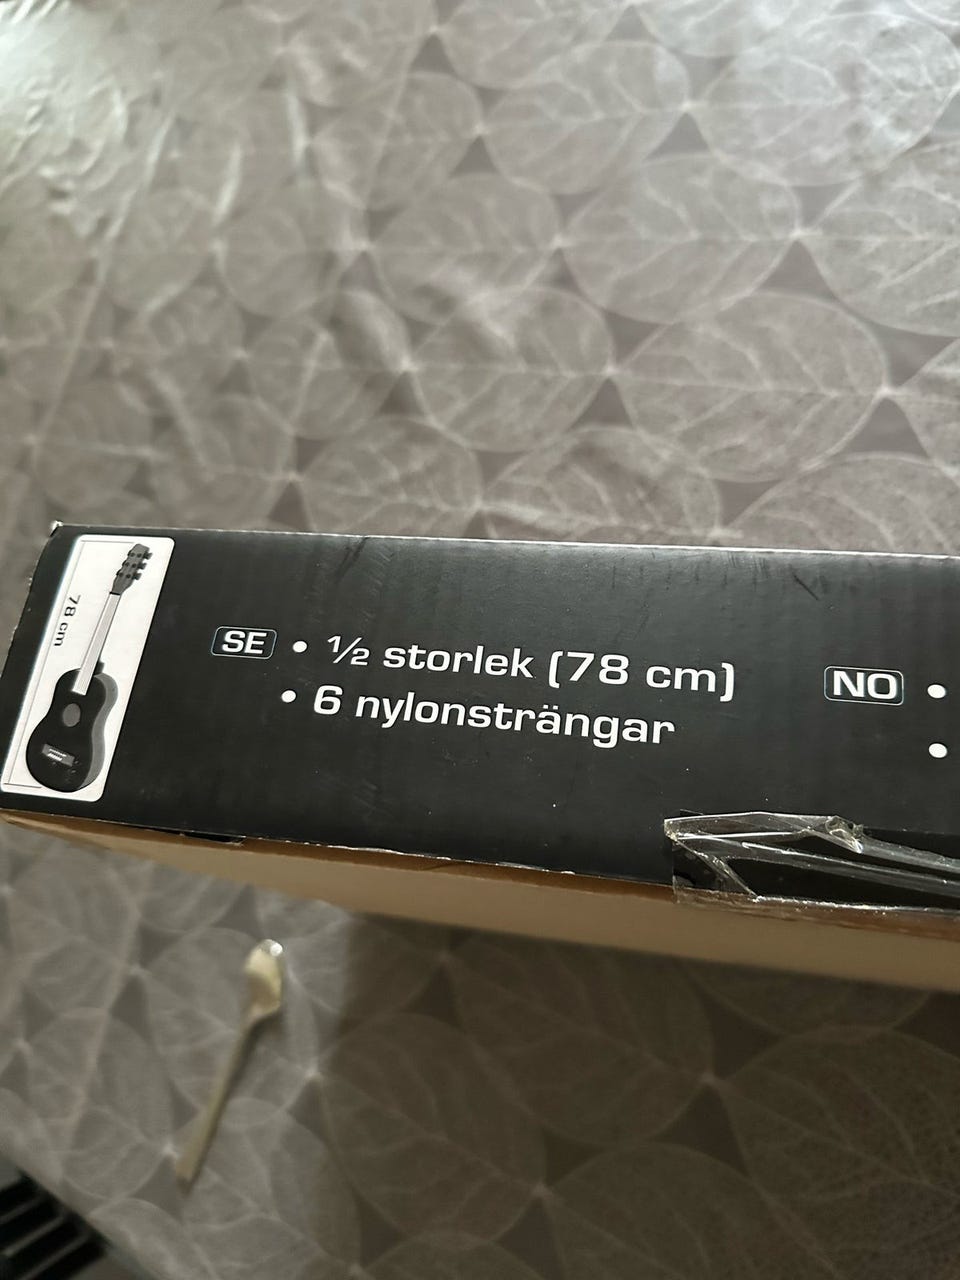 78 cm
SE • ½ storlek (78 cm)
• 6 nylonsträngar
NO •
•